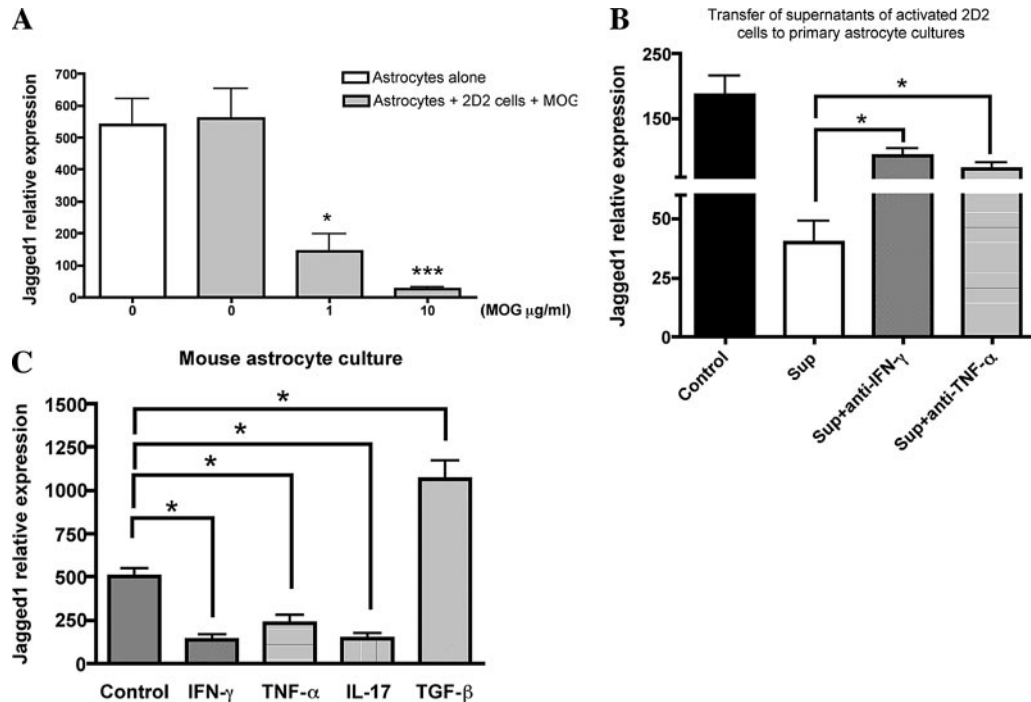 A
Jagged1 relative expression
700
600
500
400
300
200
100
0
Astrocytes alone
Astrocytes + 2D2 cells + MOG
*
***
0 0 1 10 (MOG μg/ml)
B
Transfer of supernatants of activated 2D2
cells to primary astrocyte cultures
Jagged1 relative expression
250
150
50
25
0
*
*
Control
Sup
Sup+anti-IFN-γ
Sup+anti-TNF-α
C
Mouse astrocyte culture
Jagged1 relative expression
1500
1250
1000
750
500
250
0
*
*
*
*
Control IFN-γ TNF-α IL-17 TGF-β